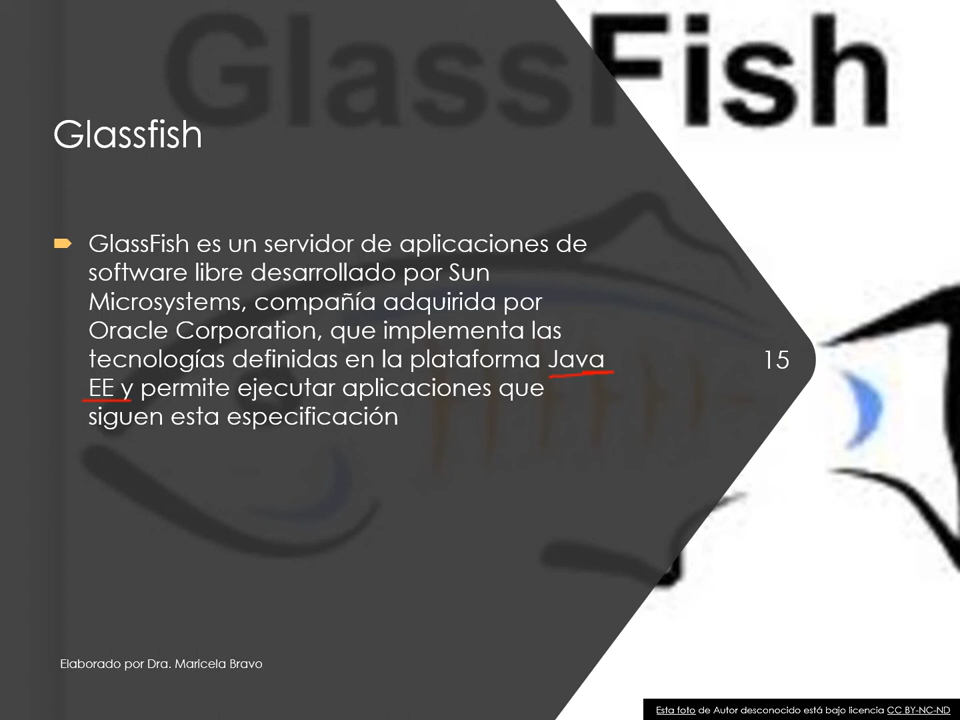 GlassFish
Glassfish
GlassFish es un servidor de aplicaciones de
software libre desarrollado por Sun
Microsystems, compañía adquirida por
Oracle Corporation, que implementa las
tecnologías definidas en la plataforma Java
EE y permite ejecutar aplicaciones que
siguen esta especificación
15
Elaborado por Dra. Maricela Bravo
Esta foto de Autor desconocido está bajo licencia CC BY-NC-ND